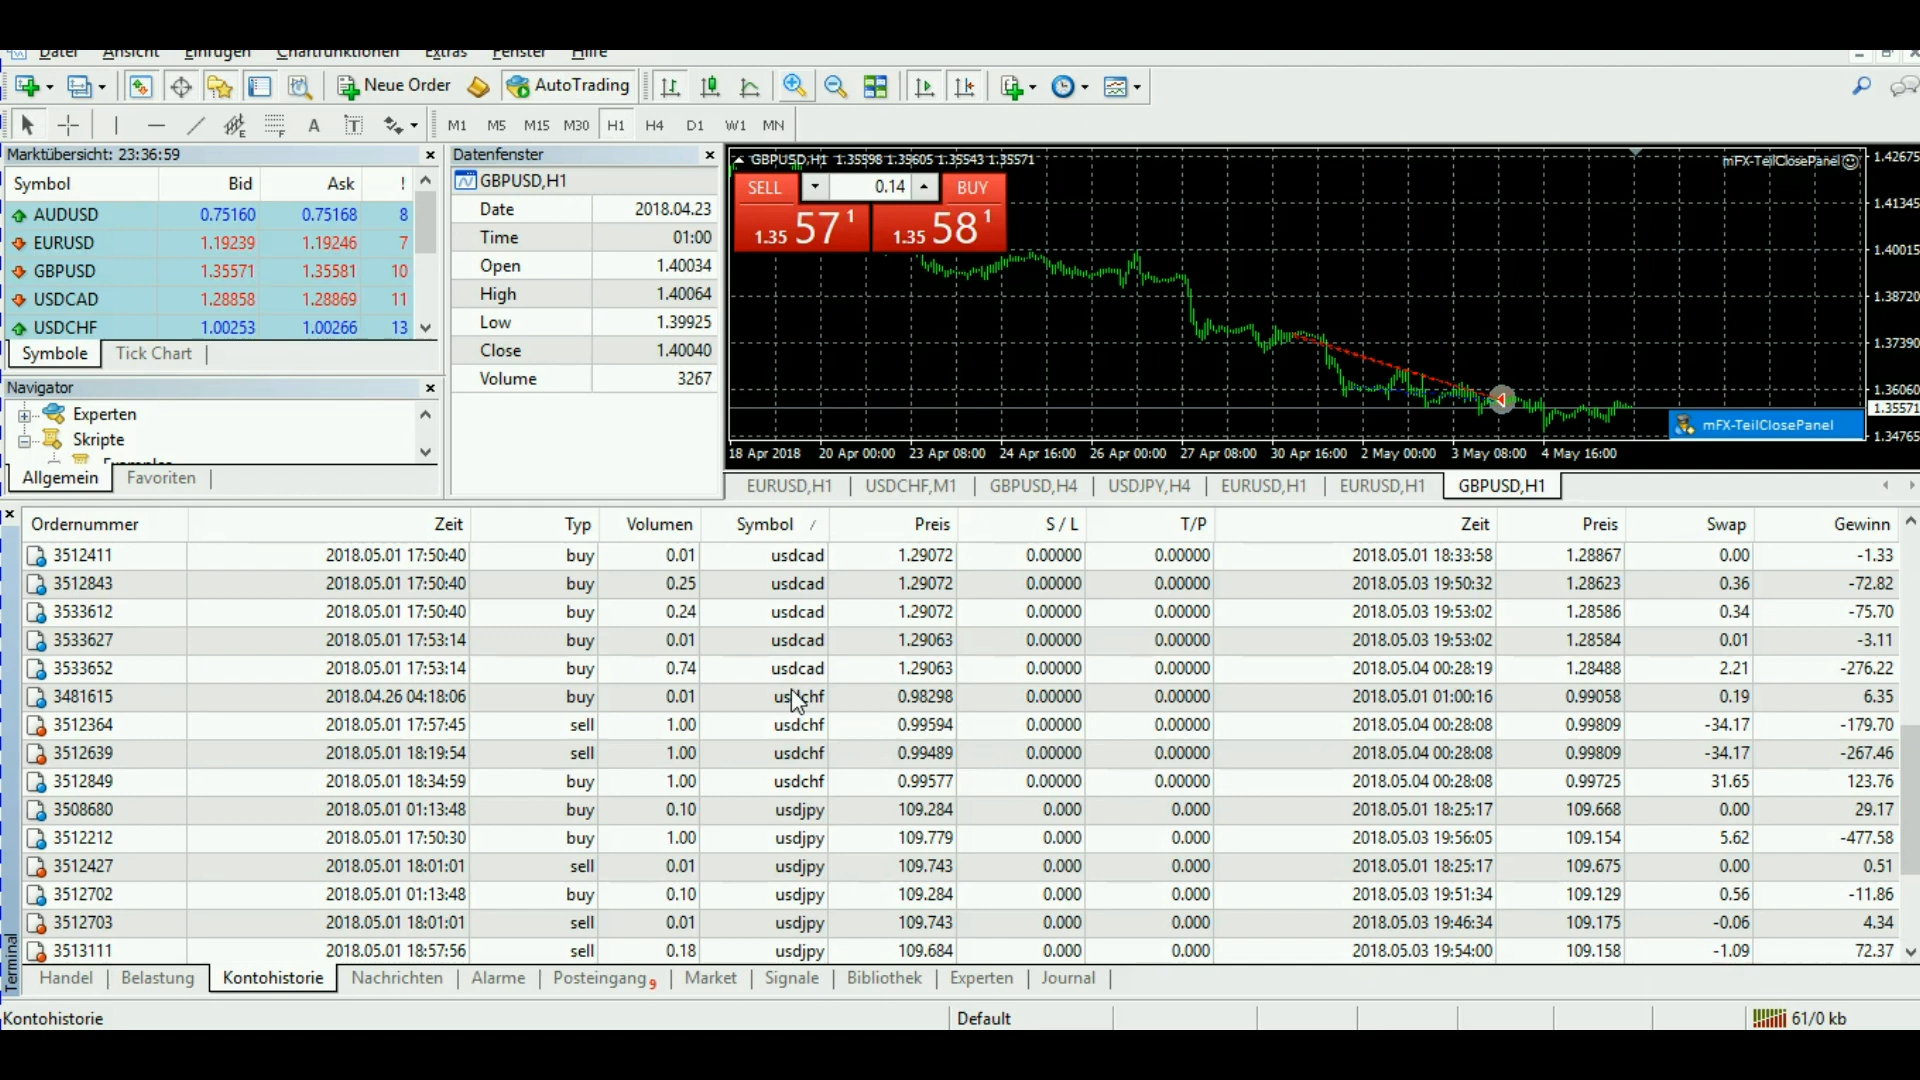 Datei Ansicht Einfügen Chartfunktionen Extras Fenster Hilfe
Neue Order AutoTrading
M1 M5 M15 M30 H1 H4 D1 W1 MN
Marktübersicht: 23:36:59
Symbol Bid Ask !
AUDUSD 0.75160 0.75168 8
EURUSD 1.19239 1.19246 7
GBPUSD 1.35571 1.35581 10
USDCAD 1.28858 1.28869 11
USDCHF 1.00253 1.00266 13
Symbole Tick Chart
Navigator
Experten
Skripte
Allgemein Favoriten
Datenfenster
GBPUSD,H1
Date 2018.04.23
Time 01:00
Open 1.40034
High 1.40064
Low 1.39925
Close 1.40040
Volume 3267
GBPUSD,H1 1.35598 1.35605 1.35543 1.35571
mFX-TeilClosePanel
SELL 0.14 BUY
1.35 57 1 1.35 58 1
1.42675
1.41345
1.40015
1.38720
1.37390
1.36060
1.35571
1.34765
mFX-TeilClosePanel
18 Apr 2018 20 Apr 00:00 23 Apr 08:00 24 Apr 16:00 26 Apr 00:00 27 Apr 08:00 30 Apr 16:00 2 May 00:00 3 May 08:00 4 May 16:00
EURUSD,H1 USDCHF,M1 GBPUSD,H4 USDJPY,H4 EURUSD,H1 EURUSD,H1 GBPUSD,H1
Ordernummer Zeit Typ Volumen Symbol / Preis S / L T/P Zeit Preis Swap Gewinn
3512411 2018.05.01 17:50:40 buy 0.01 usdcad 1.29072 0.00000 0.00000 2018.05.01 18:33:58 1.28867 0.00 -1.33
3512843 2018.05.01 17:50:40 buy 0.25 usdcad 1.29072 0.00000 0.00000 2018.05.03 19:50:32 1.28623 0.36 -72.82
3533612 2018.05.01 17:50:40 buy 0.24 usdcad 1.29072 0.00000 0.00000 2018.05.03 19:53:02 1.28586 0.34 -75.70
3533627 2018.05.01 17:53:14 buy 0.01 usdcad 1.29063 0.00000 0.00000 2018.05.03 19:53:02 1.28584 0.01 -3.11
3533652 2018.05.01 17:53:14 buy 0.74 usdcad 1.29063 0.00000 0.00000 2018.05.04 00:28:19 1.28488 2.21 -276.22
3481615 2018.04.26 04:18:06 buy 0.01 usdchf 0.98298 0.00000 0.00000 2018.05.01 01:00:16 0.99058 0.19 6.35
3512364 2018.05.01 17:57:45 sell 1.00 usdchf 0.99594 0.00000 0.00000 2018.05.04 00:28:08 0.99809 -34.17 -179.70
3512639 2018.05.01 18:19:54 sell 1.00 usdchf 0.99489 0.00000 0.00000 2018.05.04 00:28:08 0.99809 -34.17 -267.46
3512849 2018.05.01 18:34:59 buy 1.00 usdchf 0.99577 0.00000 0.00000 2018.05.04 00:28:08 0.99725 31.65 123.76
3508680 2018.05.01 01:13:48 buy 0.10 usdjpy 109.284 0.000 0.000 2018.05.01 18:25:17 109.668 0.00 29.17
3512212 2018.05.01 17:50:30 buy 1.00 usdjpy 109.779 0.000 0.000 2018.05.03 19:56:05 109.154 5.62 -477.58
3512427 2018.05.01 18:01:01 sell 0.01 usdjpy 109.743 0.000 0.000 2018.05.01 18:25:17 109.675 0.00 0.51
3512702 2018.05.01 01:13:48 buy 0.10 usdjpy 109.284 0.000 0.000 2018.05.03 19:51:34 109.129 0.56 -11.86
3512703 2018.05.01 18:01:01 sell 0.01 usdjpy 109.743 0.000 0.000 2018.05.03 19:46:34 109.175 -0.06 4.34
3513111 2018.05.01 18:57:56 sell 0.18 usdjpy 109.684 0.000 0.000 2018.05.03 19:54:00 109.158 -1.09 72.37
Terminal
Handel Belastung Kontohistorie Nachrichten Alarme Posteingang 9 Market Signale Bibliothek Experten Journal
Kontohistorie Default 61/0 kb